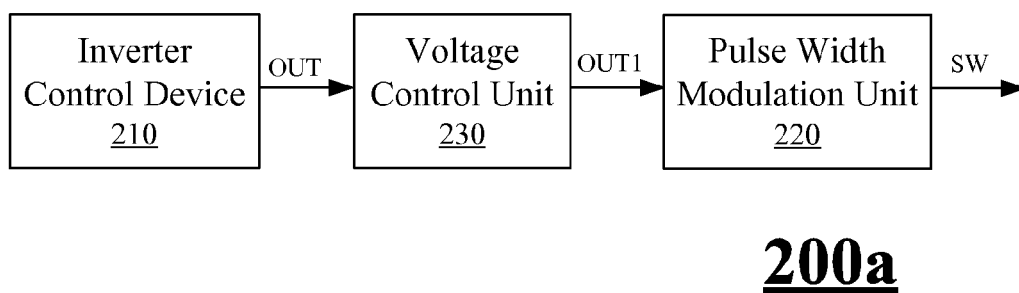 Inverter
Control Device
210
OUT
Voltage
Control Unit
230
OUT1
Pulse Width
Modulation Unit
220
SW
200a